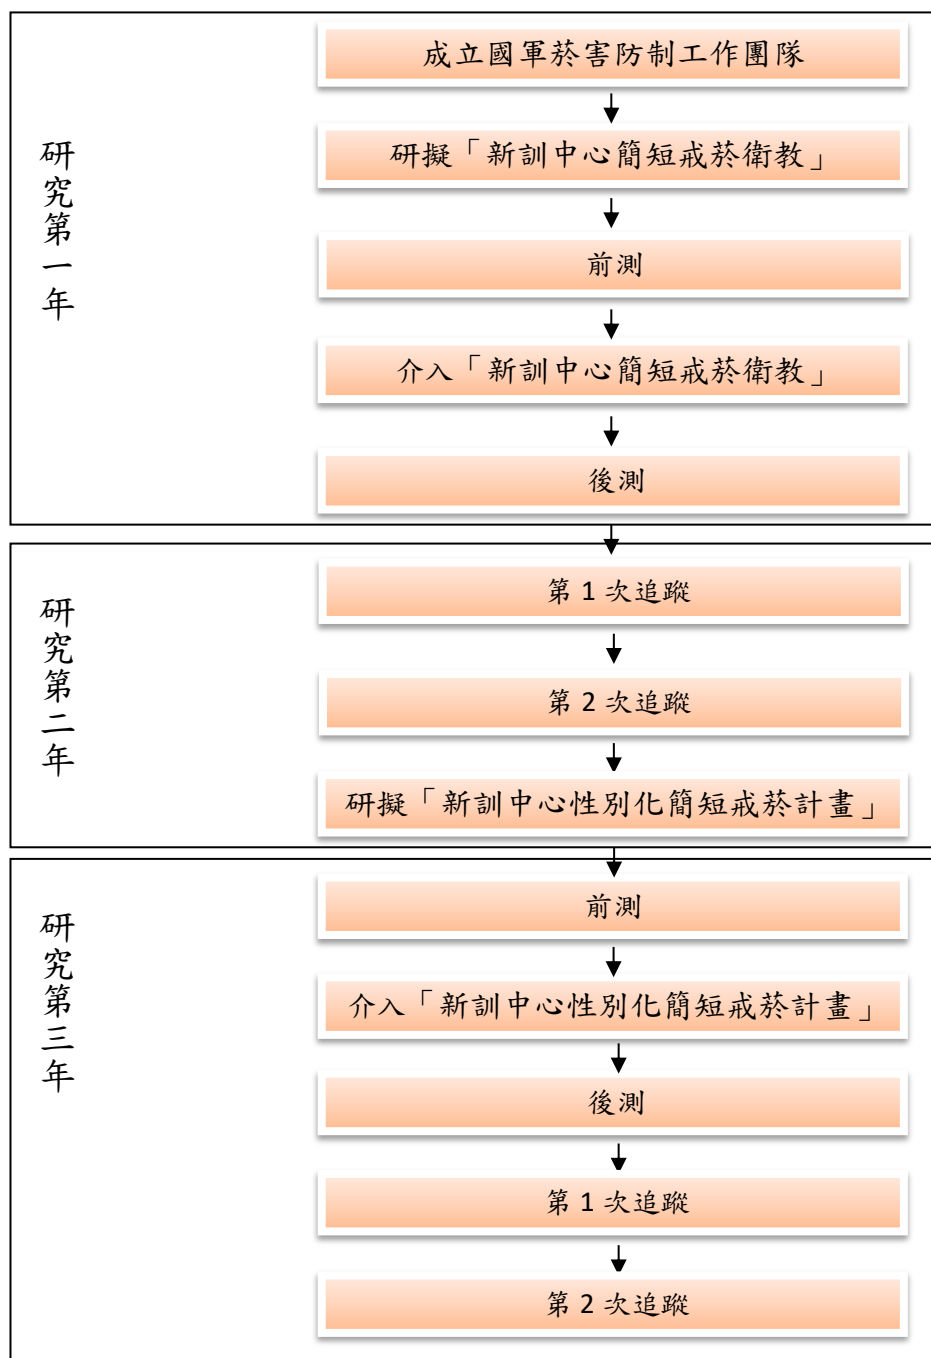 研究第一年
成立國軍菸害防制工作團隊
研擬「新訓中心簡短戒菸衛教」
前測
介入「新訓中心簡短戒菸衛教」
後測
研究第二年
第 1 次追蹤
第 2 次追蹤
研擬「新訓中心性別化簡短戒菸計畫」
研究第三年
前測
介入「新訓中心性別化簡短戒菸計畫」
後測
第 1 次追蹤
第 2 次追蹤